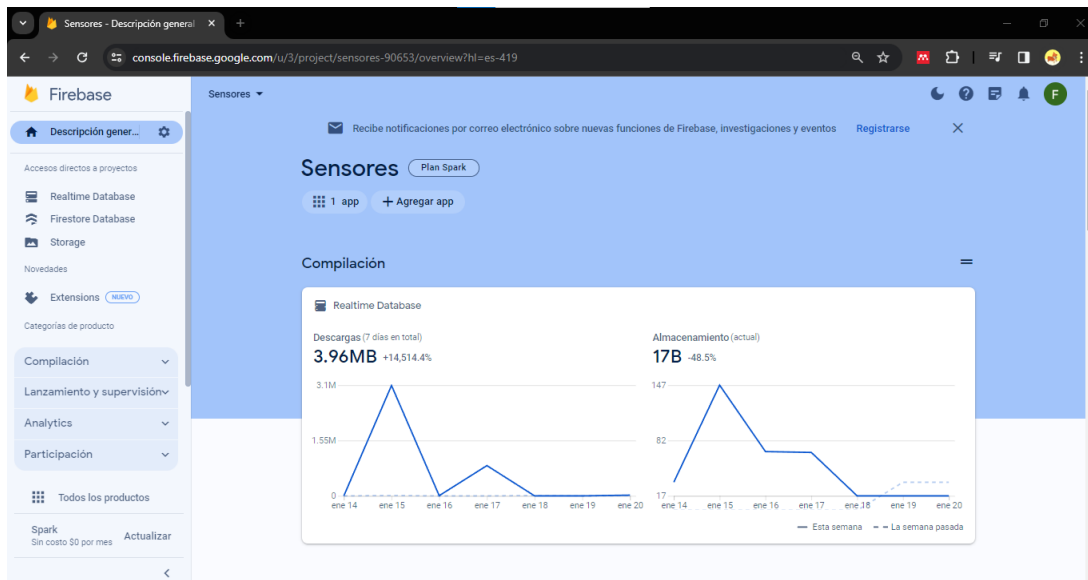 Sensores - Descripción general
console.firebase.google.com/u/3/project/sensores-90653/overview?hl=es-419
Firebase
Descripción gener...
Accesos directos a proyectos
Realtime Database
Firestore Database
Storage
Novedades
Extensions NUEVO
Categorías de producto
Compilación
Lanzamiento y supervisión
Analytics
Participación
Todos los productos
Spark
Sin costo $0 por mes
Actualizar
Sensores
F
Recibe notificaciones por correo electrónico sobre nuevas funciones de Firebase, investigaciones y eventos Registrarse
Sensores Plan Spark
1 app Agregar app
Compilación
Realtime Database
Descargas (7 días en total)
3.96MB +14,514.4%
3.1M
1.55M
0
ene 14 ene 15 ene 16 ene 17 ene 18 ene 19 ene 20
Almacenamiento (actual)
17B -48.5%
147
82
17
ene 14 ene 15 ene 16 ene 17 ene 18 ene 19 ene 20
Esta semana La semana pasada